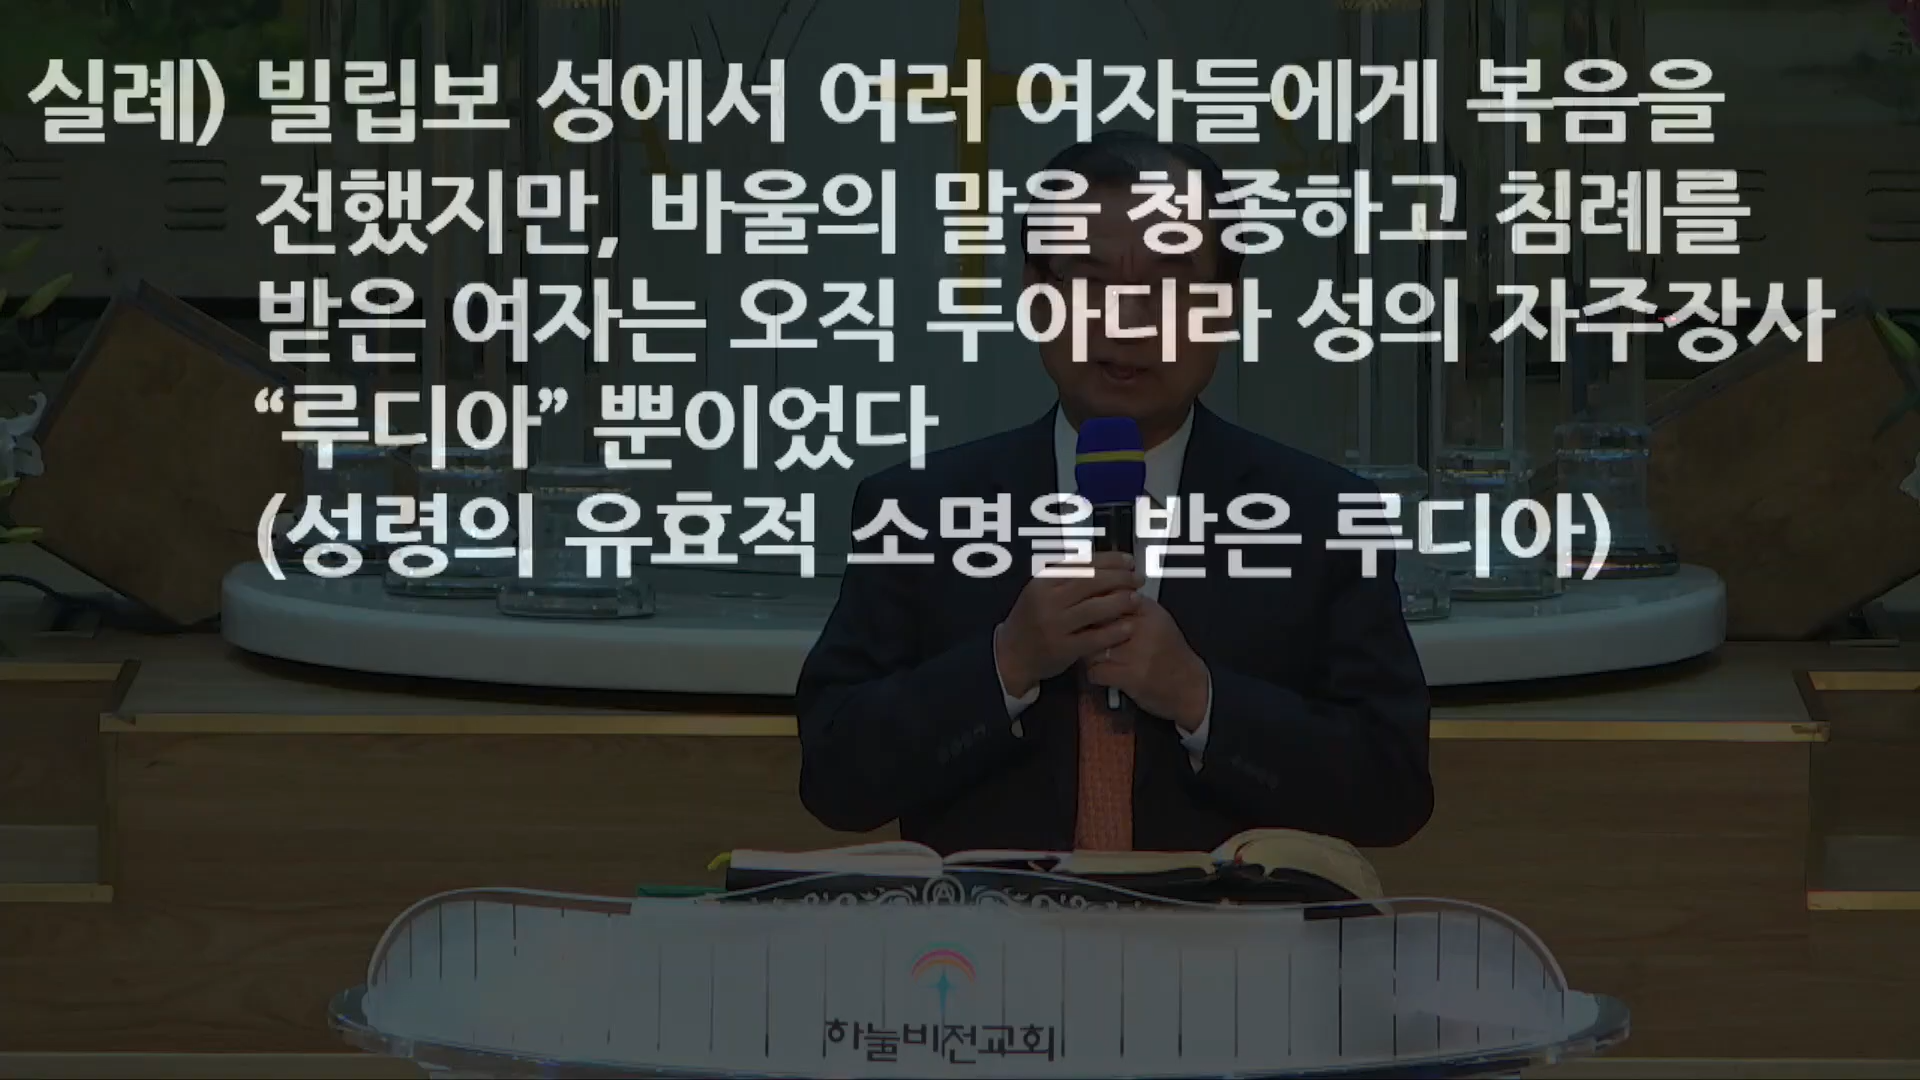 실례) 빌립보 성에서 여러 여자들에게 복음을
전했지만, 바울의 말을 청종하고 침례를
받은 여자는 오직 두아디라 성의 자주장사
“루디아” 뿐이었다
(성령의 유효적 소명을 받은 루디아)
하늘비전교회